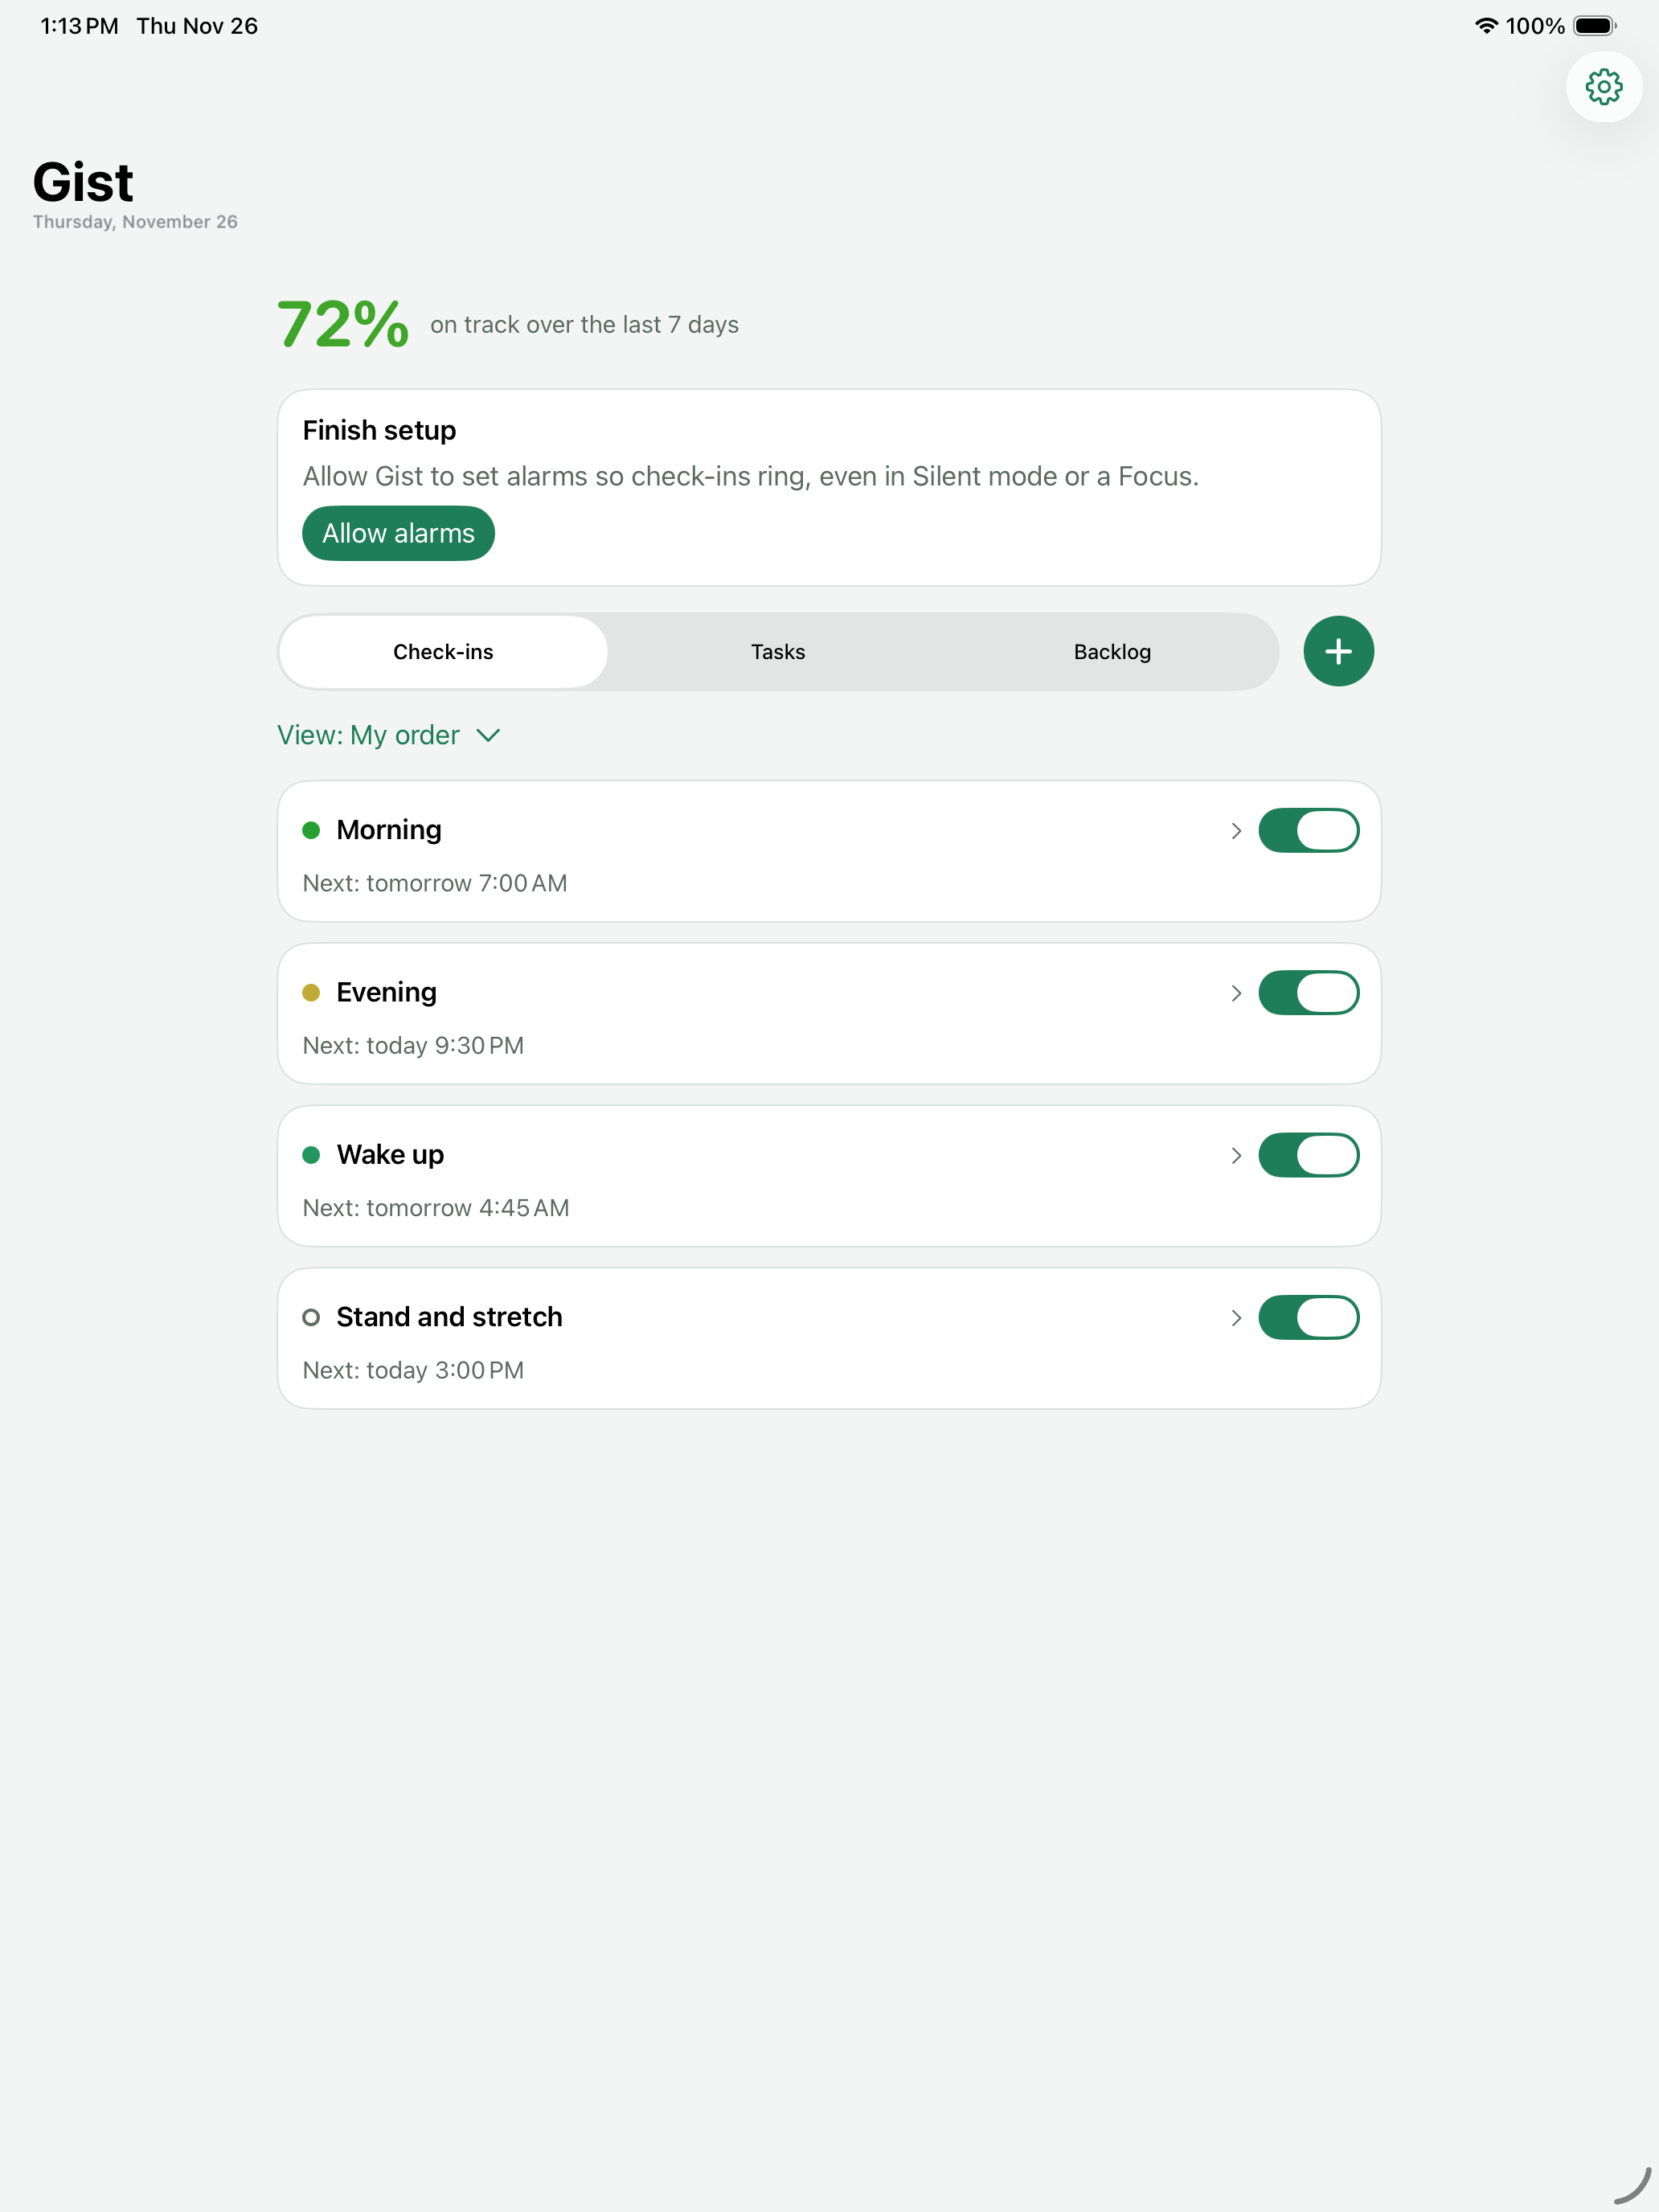 1:13 PM Thu Nov 26
100%
Gist
Thursday, November 26
72% on track over the last 7 days
Finish setup
Allow Gist to set alarms so check-ins ring, even in Silent mode or a Focus.
Allow alarms
Check-ins Tasks Backlog
View: My order
Morning
Next: tomorrow 7:00 AM
Evening
Next: today 9:30 PM
Wake up
Next: tomorrow 4:45 AM
Stand and stretch
Next: today 3:00 PM